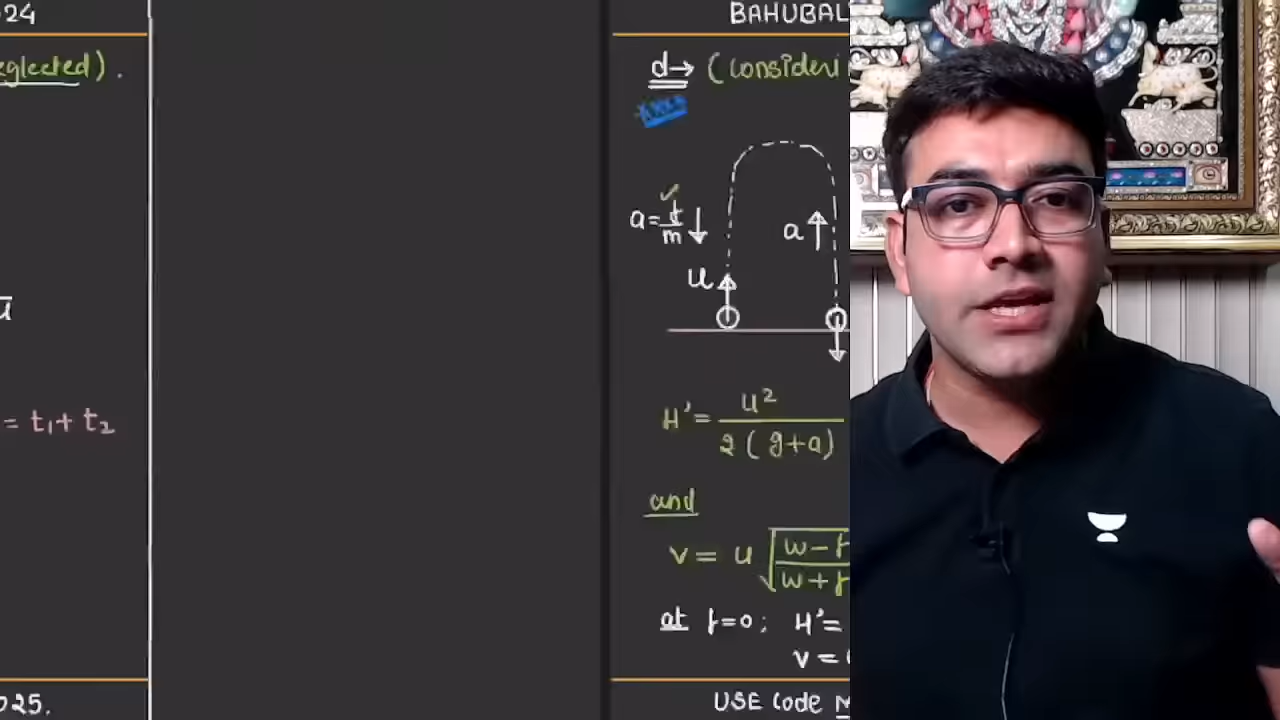 24
eglected).
ū
= t₁ + t₂
025.
BAHUBAL
d→ (Consideri
a = f/m ↓
a ↑
u
H' = u² / 2(g+a)
and
v = u √(w-f / w+f
at f=0; H'=
v =
USE Code M